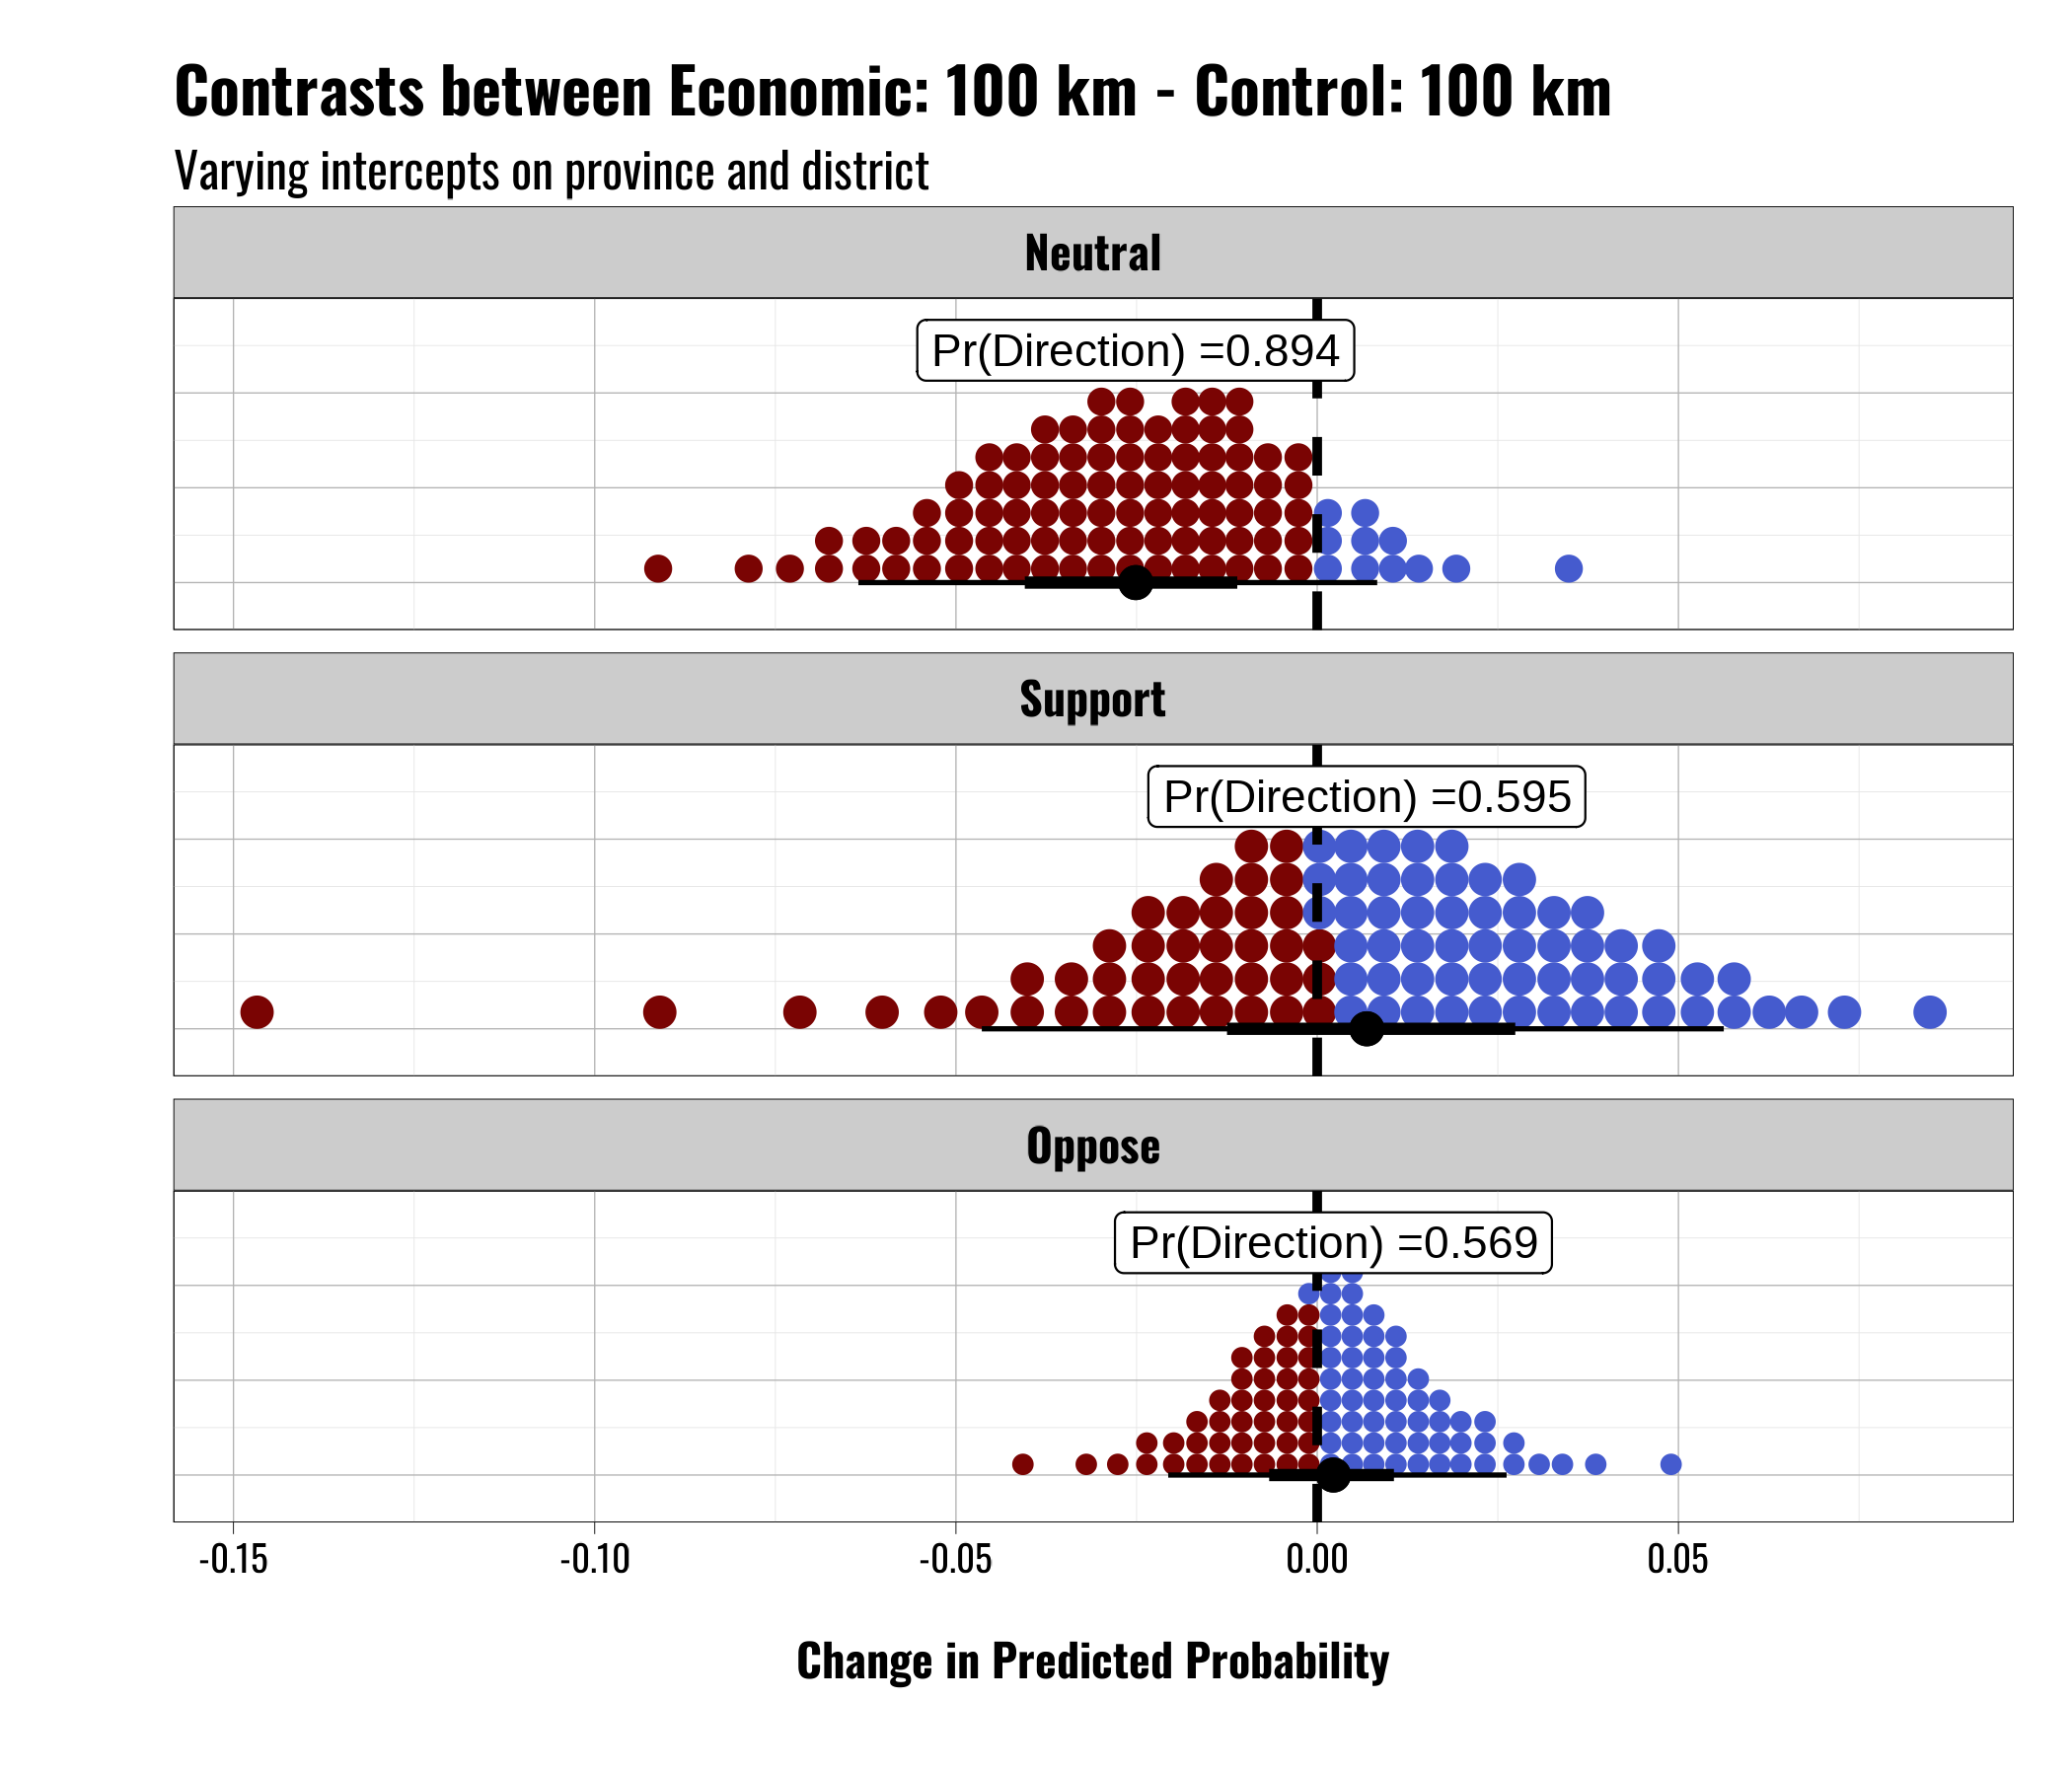 Contrasts between Economic: 100 km - Control: 100 km
Varying intercepts on province and district
Neutral
Pr(Direction) =0.894
Support
Pr(Direction) =0.595
Oppose
Pr(Direction) =0.569
-0.15 -0.10 -0.05 0.00 0.05
Change in Predicted Probability